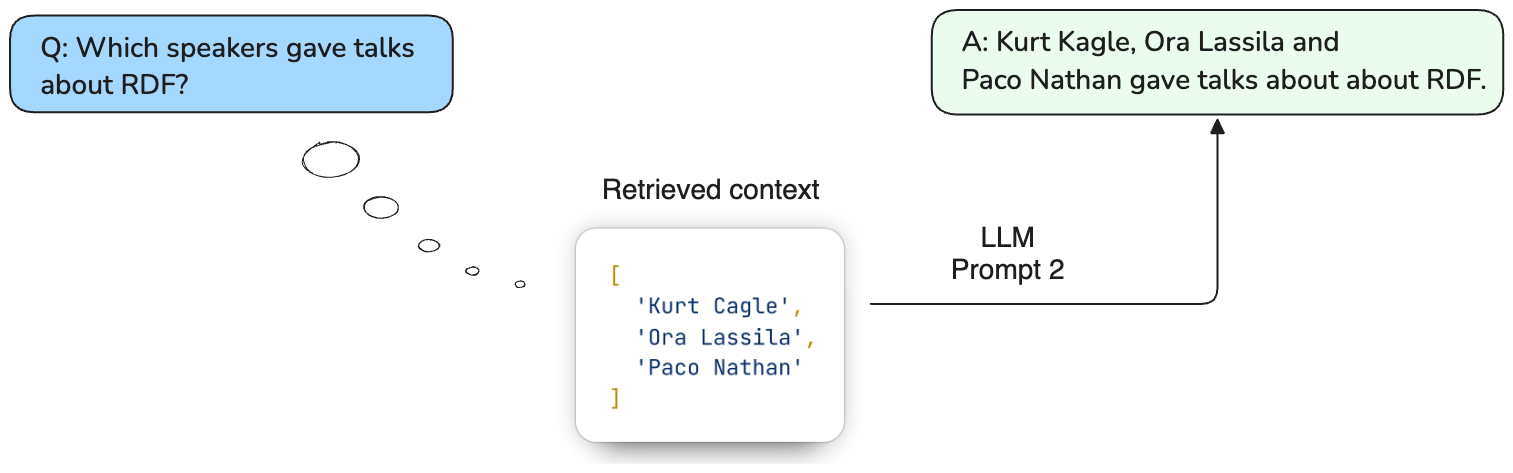 Q: Which speakers gave talks
about RDF?
A: Kurt Kagle, Ora Lassila and
Paco Nathan gave talks about about RDF.
Retrieved context
[
'Kurt Cagle',
'Ora Lassila',
'Paco Nathan'
]
LLM
Prompt 2